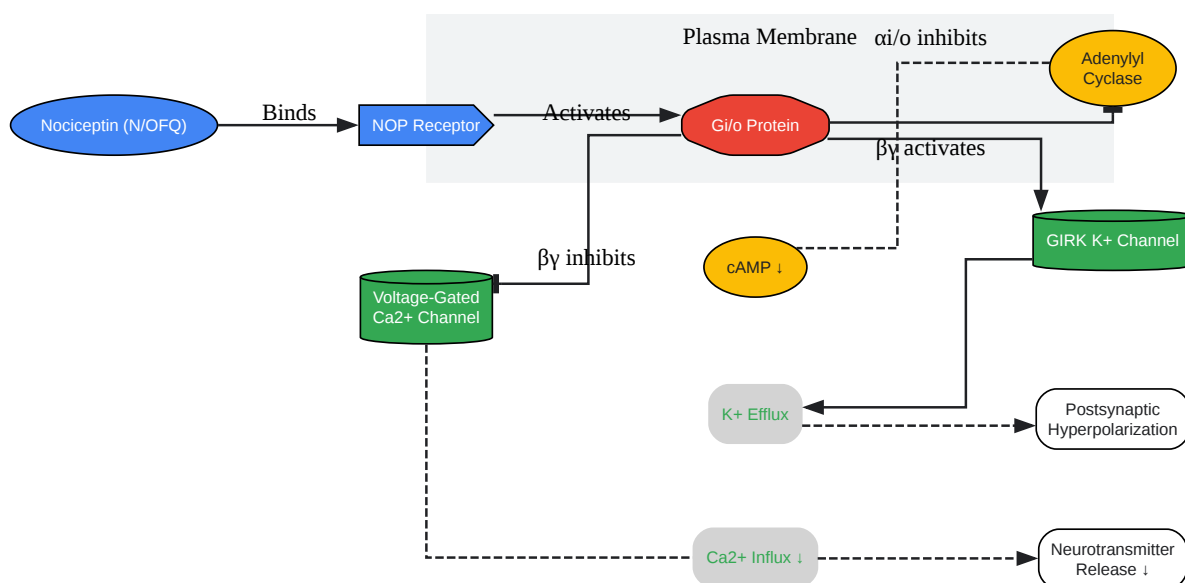 Plasma Membrane
αi/o inhibits
Adenylyl
Cyclase
Nociceptin (N/OFQ)
Binds
NOP Receptor
Activates
Gi/o Protein
βγ activates
GIRK K+ Channel
βγ inhibits
cAMP ↓
Voltage-Gated
Ca2+ Channel
K+ Efflux
Postsynaptic
Hyperpolarization
Ca2+ Influx ↓
Neurotransmitter
Release ↓